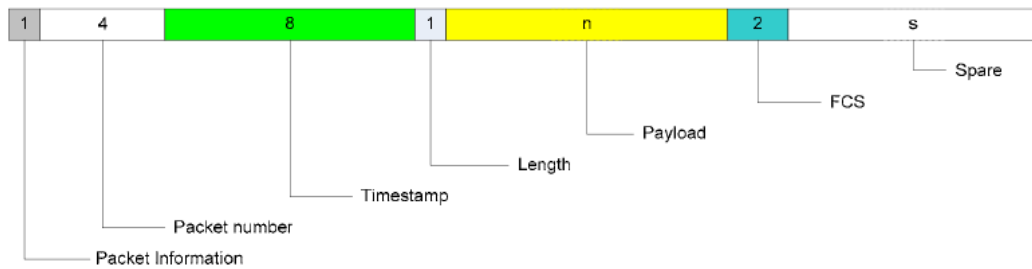 1 4 8 1 n 2 s
Spare
FCS
Payload
Length
Timestamp
Packet number
Packet Information